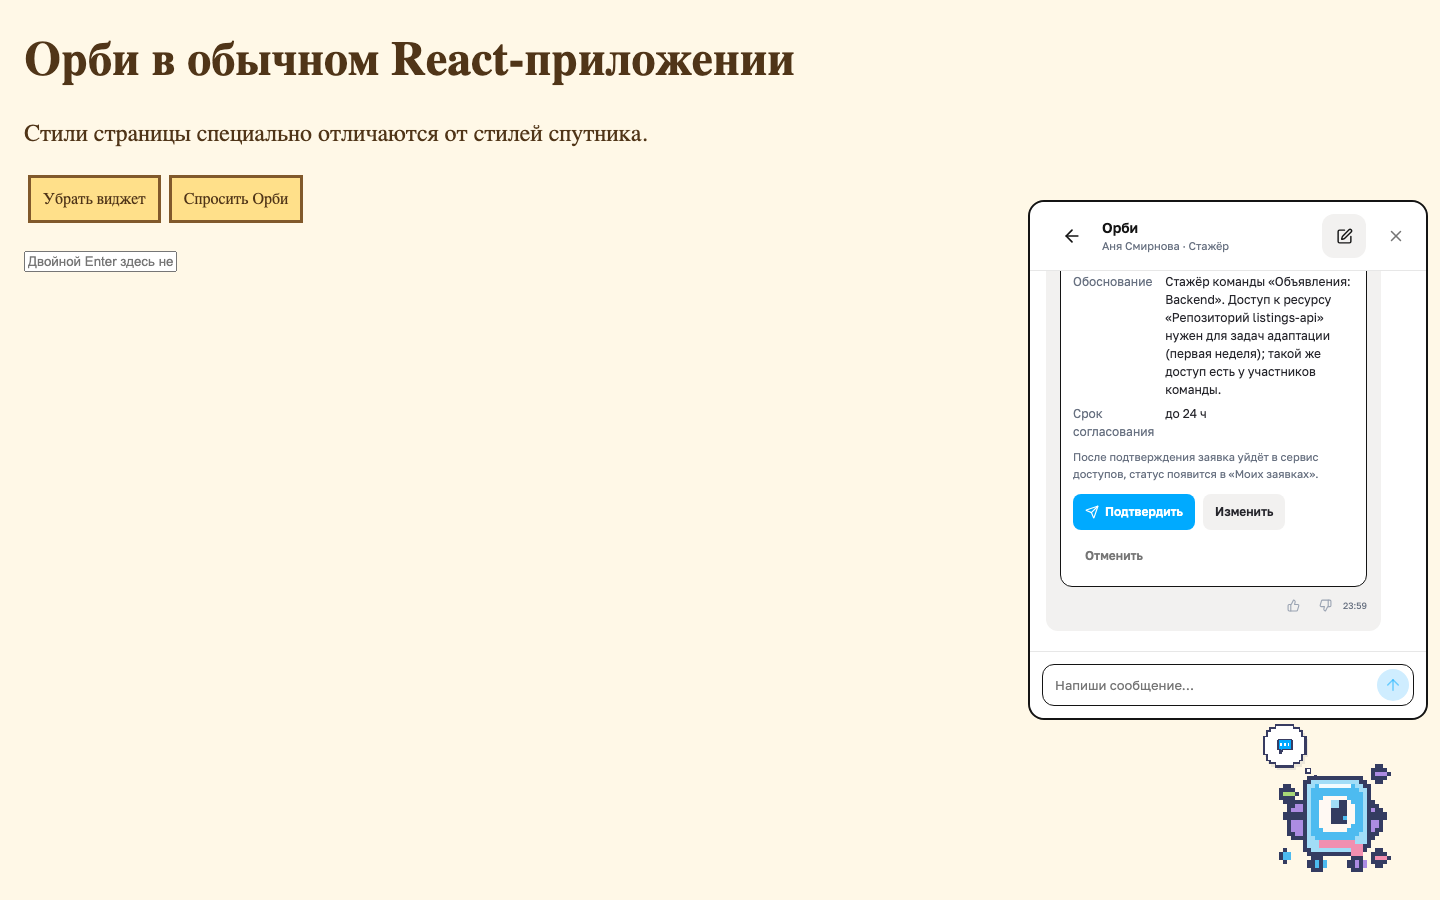 Орби в обычном React-приложении
Стили страницы специально отличаются от стилей спутника.
Убрать виджет
Спросить Орби
Двойной Enter здесь не
Орби
Аня Смирнова · Стажёр
Обоснование
Стажёр команды «Объявления:
Backend». Доступ к ресурсу
«Репозиторий listings-api»
нужен для задач адаптации
(первая неделя); такой же
доступ есть у участников
команды.
Срок
согласования
до 24 ч
После подтверждения заявка уйдёт в сервис
доступов, статус появится в «Моих заявках».
Подтвердить
Изменить
Отменить
23:59
Напиши сообщение...